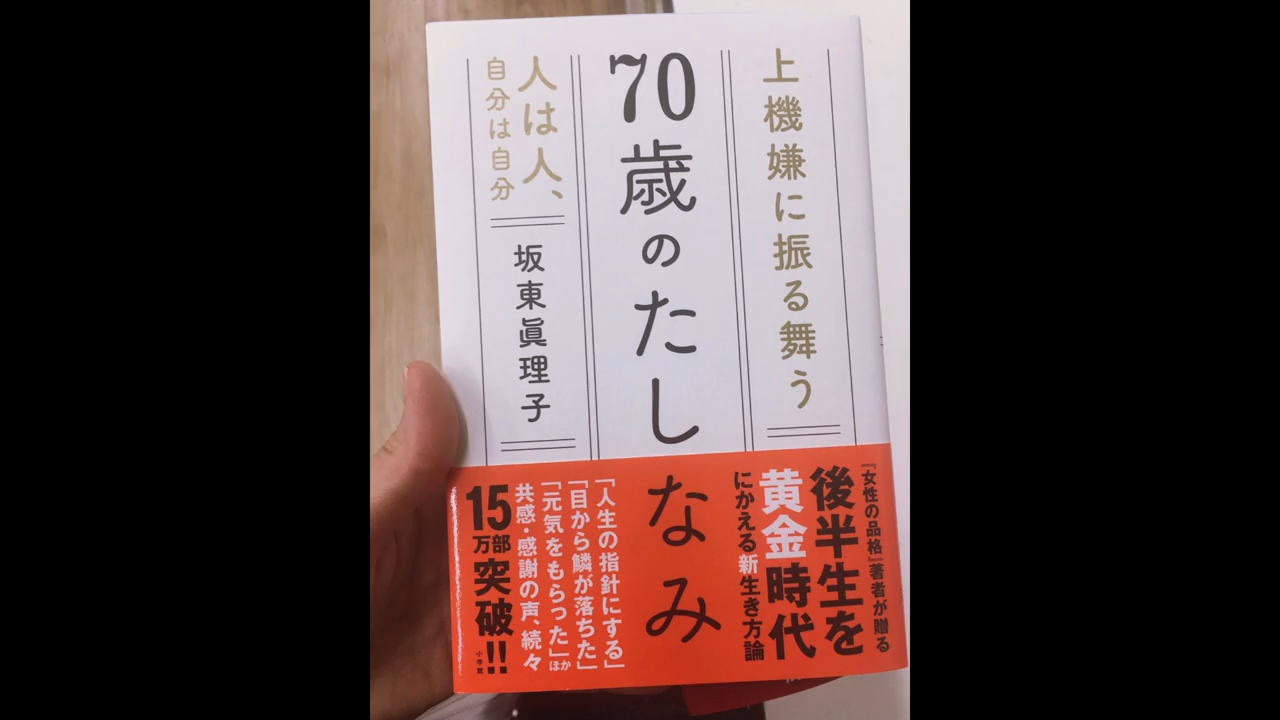 上機嫌に振る舞う
70歳のたしなみ
人は人、
自分は自分
坂東眞理子
『女性の品格』著者が贈る
後半生を
黄金時代
にかえる新生き方論
「人生の指針にする」
「目から鱗が落ちた」
「元気をもらった」ほか
共感・感謝の声、続々
15万部突破!!
小学館